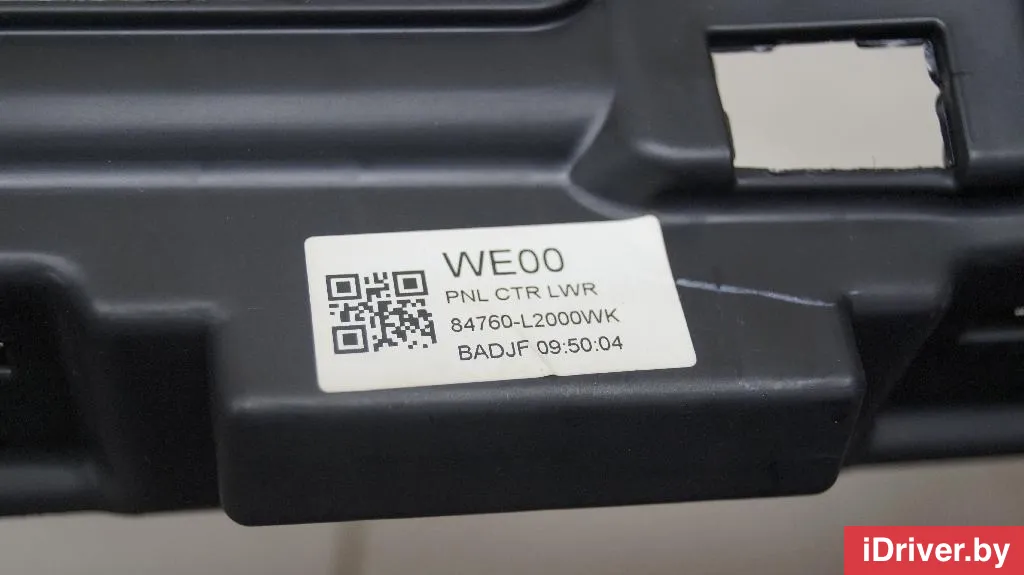 WE00
PNL CTR LWR
84760-L2000WK
BADJF 09:50:04
iDriver.by